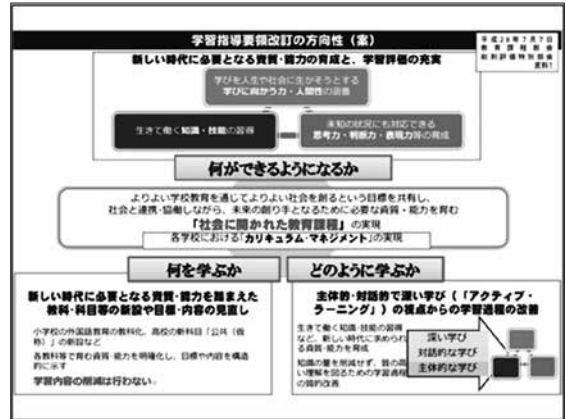 学習指導要領改訂の方向性（案）
平成28年7月7日
教育課程部会
総則評価特別部会
資料1
新しい時代に必要となる資質・能力の育成と、学習評価の充実
学びを人生や社会に生かそうとする
学びに向かう力・人間性の涵養
生きて働く知識・技能の習得
未知の状況にも対応できる
思考力・判断力・表現力等の育成
何ができるようになるか
よりよい学校教育を通じてよりよい社会を創るという目標を共有し、
社会と連携・協働しながら、未来の創り手となるために必要な資質・能力を育む
「社会に開かれた教育課程」の実現
各学校における「カリキュラム・マネジメント」の実現
何を学ぶか
新しい時代に必要となる資質・能力を踏まえた
教科・科目等の新設や目標・内容の見直し
小学校の外国語教育の教科化、高校の新科目「公共（仮
称）」の新設など
各教科等で育む資質・能力を明確化し、目標や内容を構造
的に示す
学習内容の削減は行わない。
どのように学ぶか
主体的・対話的で深い学び（「アクティブ・
ラーニング」）の視点からの学習過程の改善
生きて働く知識・技能の習得
など、新しい時代に求められ
る資質・能力を育成
知識の量を削減せず、質の高
い理解を図るための学習過程
の質的改善
深い学び
対話的な学び
主体的な学び